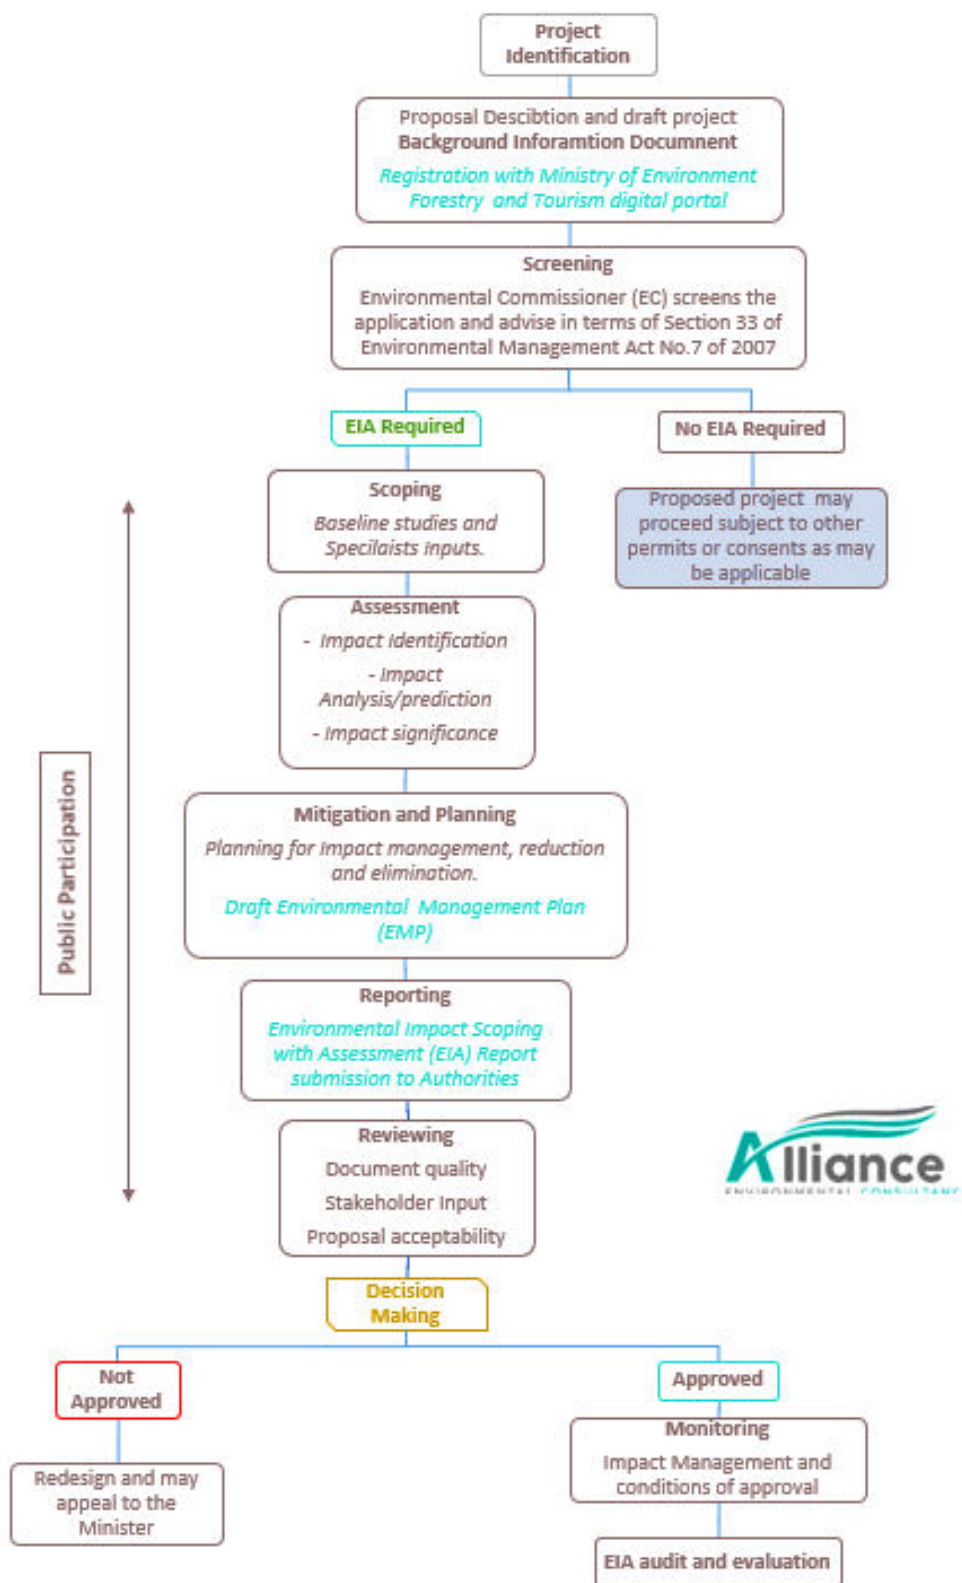 Project
Identification
Proposal Descibtion and draft project
Background Inforamtion Documnent
Registration with Ministry of Environment
Forestry and Tourism digital portal
Screening
Environmental Commissioner (EC) screens the
application and advise in terms of Section 33 of
Environmental Management Act No.7 of 2007
EIA Required
No EIA Required
Scoping
Baseline studies and
Specilaists Inputs.
Proposed project may
proceed subject to other
permits or consents as may
be applicable
Assessment
- Impact Identification
- Impact
Analysis/prediction
- Impact significance
Public Participation
Mitigation and Planning
Planning for Impact management, reduction
and elimination.
Draft Environmental Management Plan
(EMP)
Reporting
Environmental Impact Scoping
with Assessment (EIA) Report
submission to Authorities
Reviewing
Document quality
Stakeholder Input
Proposal acceptability
Alliance
ENVIRONMENTAL CONSULTANC
Decision
Making
Not
Approved
Approved
Redesign and may
appeal to the
Minister
Monitoring
Impact Management and
conditions of approval
EIA audit and evaluation